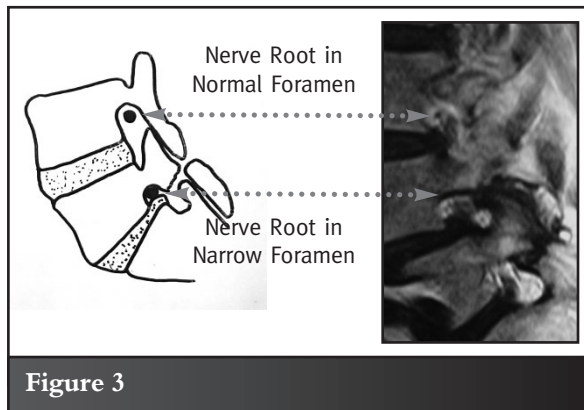 Nerve Root in
Normal Foramen
Nerve Root in
Narrow Foramen
Figure 3